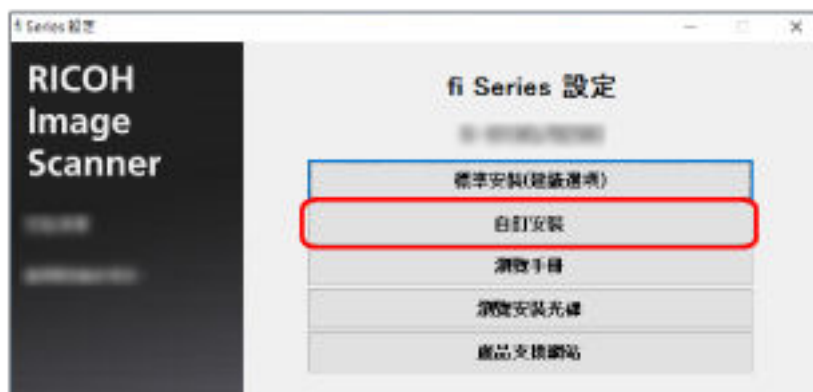 fi Series 設定
RICOH
Image
Scanner
fi Series 設定
標準安裝(建議選項)
自訂安裝
瀏覽手冊
瀏覽安裝光碟
產品支援網站